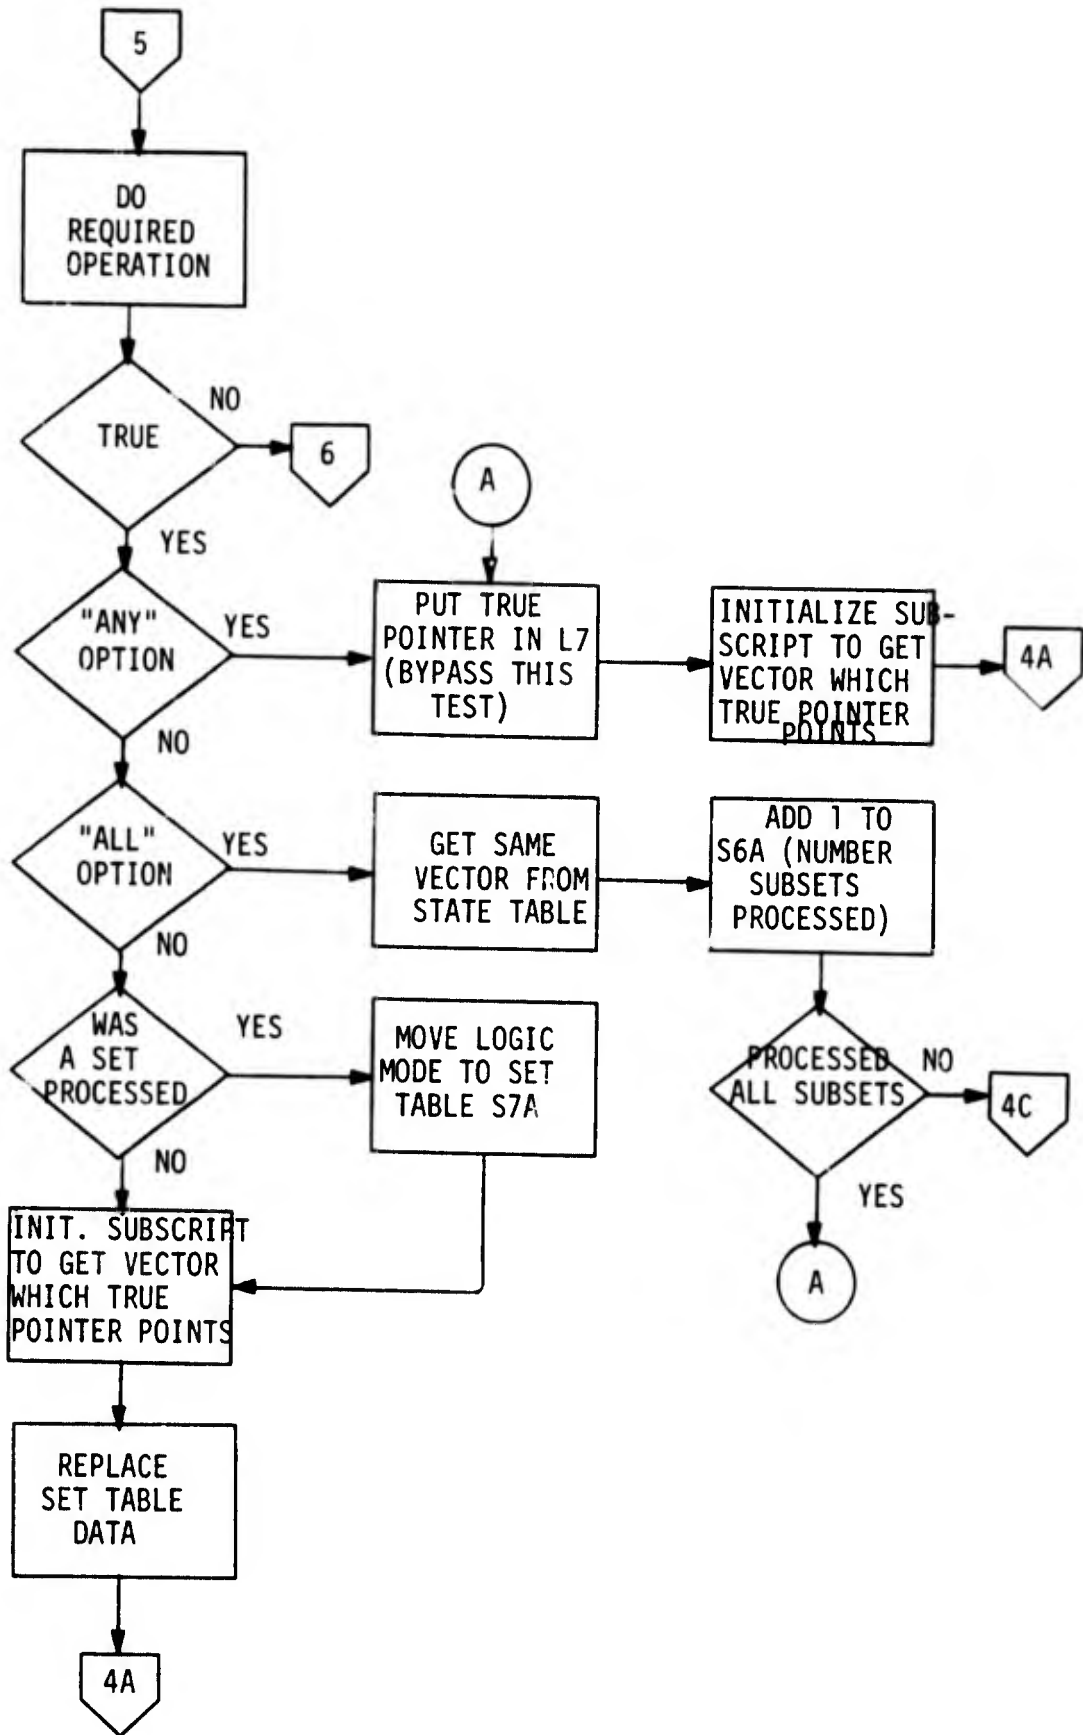 5
DO
REQUIRED
OPERATION
TRUE
NO
6
YES
A
"ANY"
OPTION
YES
PUT TRUE
POINTER IN L7
(BYPASS THIS
TEST)
INITIALIZE SUB-
SCRIPT TO GET
VECTOR WHICH
TRUE POINTER
POINTS
4A
NO
"ALL"
OPTION
YES
GET SAME
VECTOR FROM
STATE TABLE
ADD 1 TO
S6A (NUMBER
SUBSETS
PROCESSED)
NO
WAS
A SET
PROCESSED
YES
MOVE LOGIC
MODE TO SET
TABLE S7A
PROCESSED
ALL SUBSETS
NO
4C
NO
YES
A
INIT. SUBSCRIPT
TO GET VECTOR
WHICH TRUE
POINTER POINTS
REPLACE
SET TABLE
DATA
4A